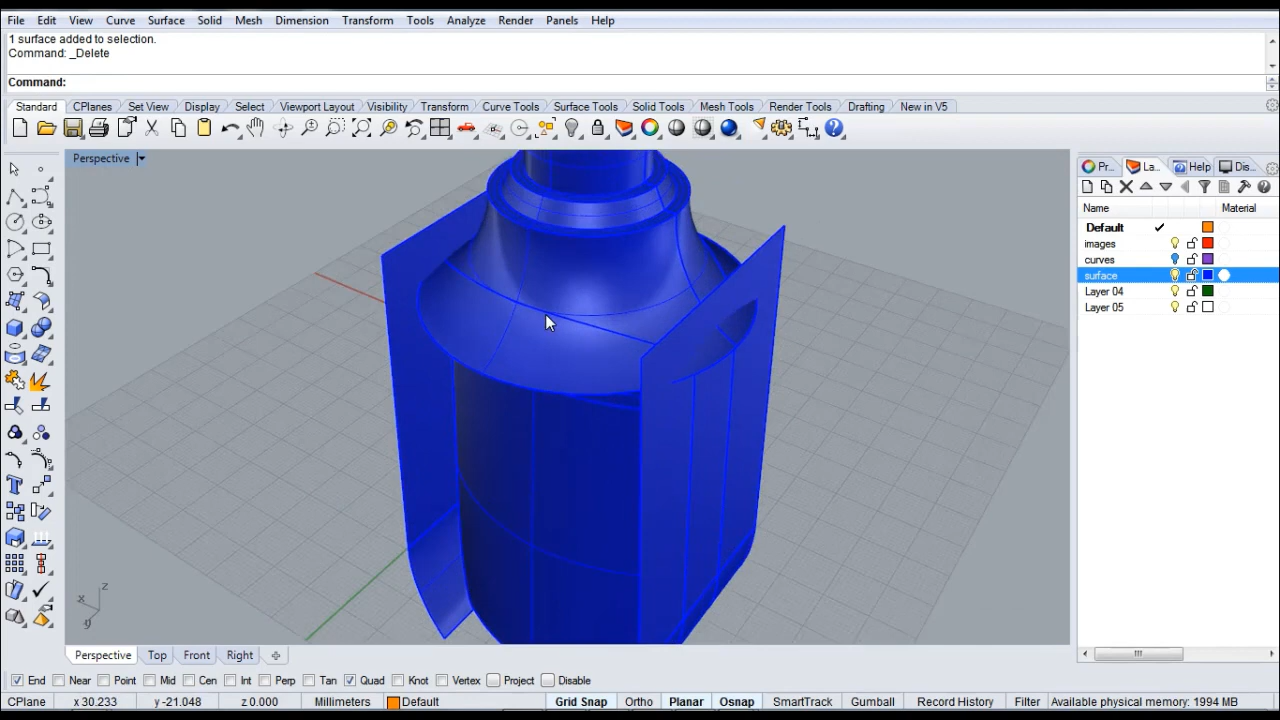 File Edit View Curve Surface Solid Mesh Dimension Transform Tools Analyze Render Panels Help
1 surface added to selection.
Command: _Delete
Command:
Standard CPlanes Set View Display Select Viewport Layout Visibility Transform Curve Tools Surface Tools Solid Tools Mesh Tools Render Tools Drafting New in V5
Perspective
Pr... La... Help Dis...
Name Material
Default
images
curves
surface
Layer 04
Layer 05
z
x
y
Perspective Top Front Right
End Near Point Mid Cen Int Perp Tan Quad Knot Vertex Project Disable
CPlane x 30.233 y -21.048 z 0.000 Millimeters Default Grid Snap Ortho Planar Osnap SmartTrack Gumball Record History Filter Available physical memory: 1994 MB